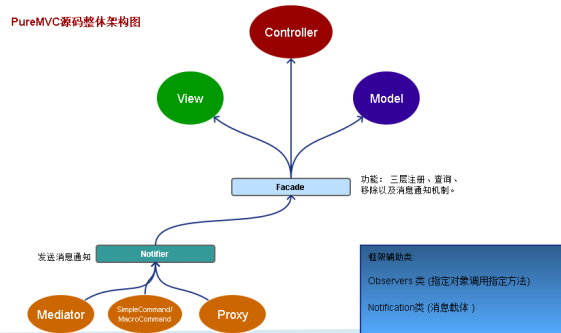 PureMVC源码整体架构图
Controller
View
Model
Facade
功能： 三层注册、查询、
移除以及消息通知机制。
发送消息通知
Notifier
Mediator
SimpleCommand/
MacroCommand
Proxy
框架辅助类:
Observers 类 (指定对象调用指定方法)
Notification类 (消息载体 )